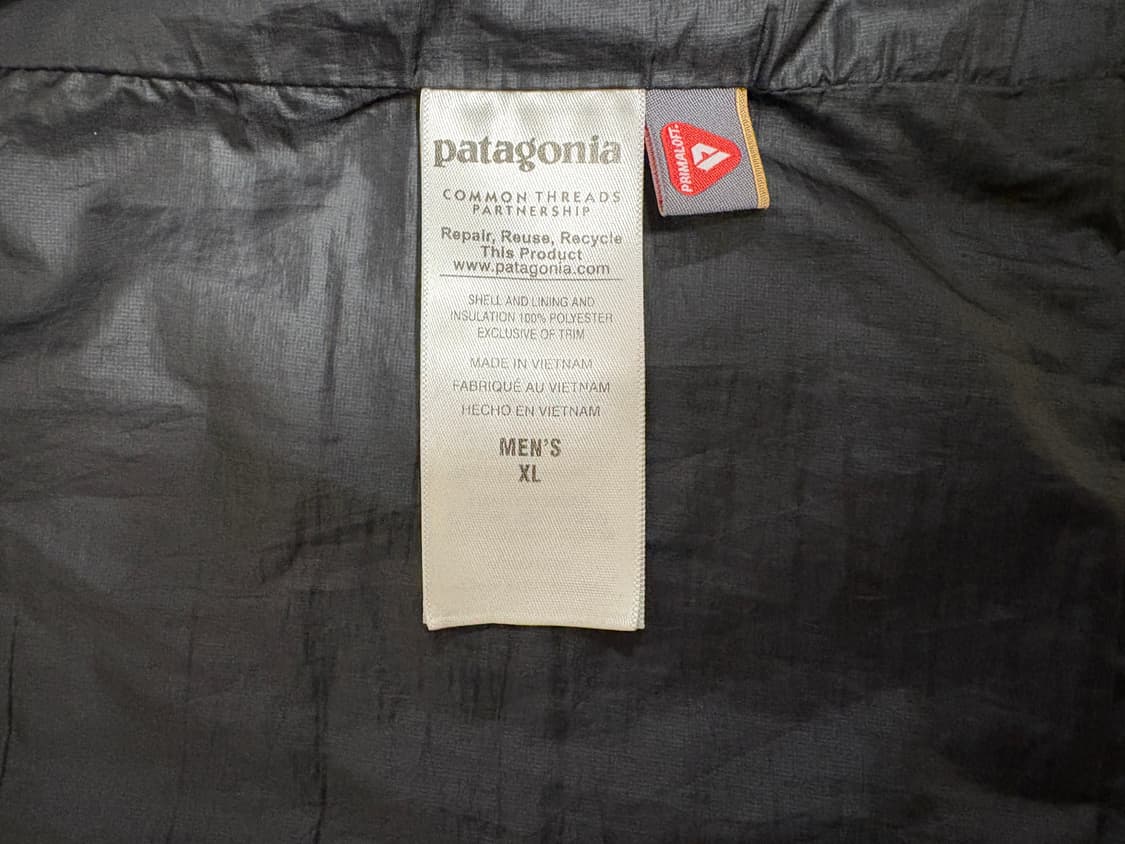 patagonia
COMMON THREADS
PARTNERSHIP
Repair, Reuse, Recycle
This Product
www.patagonia.com
SHELL AND LINING AND
INSULATION 100% POLYESTER
EXCLUSIVE OF TRIM
MADE IN VIETNAM
FABRIQUÉ AU VIETNAM
HECHO EN VIETNAM
MEN'S
XL
PRIMALOFT.